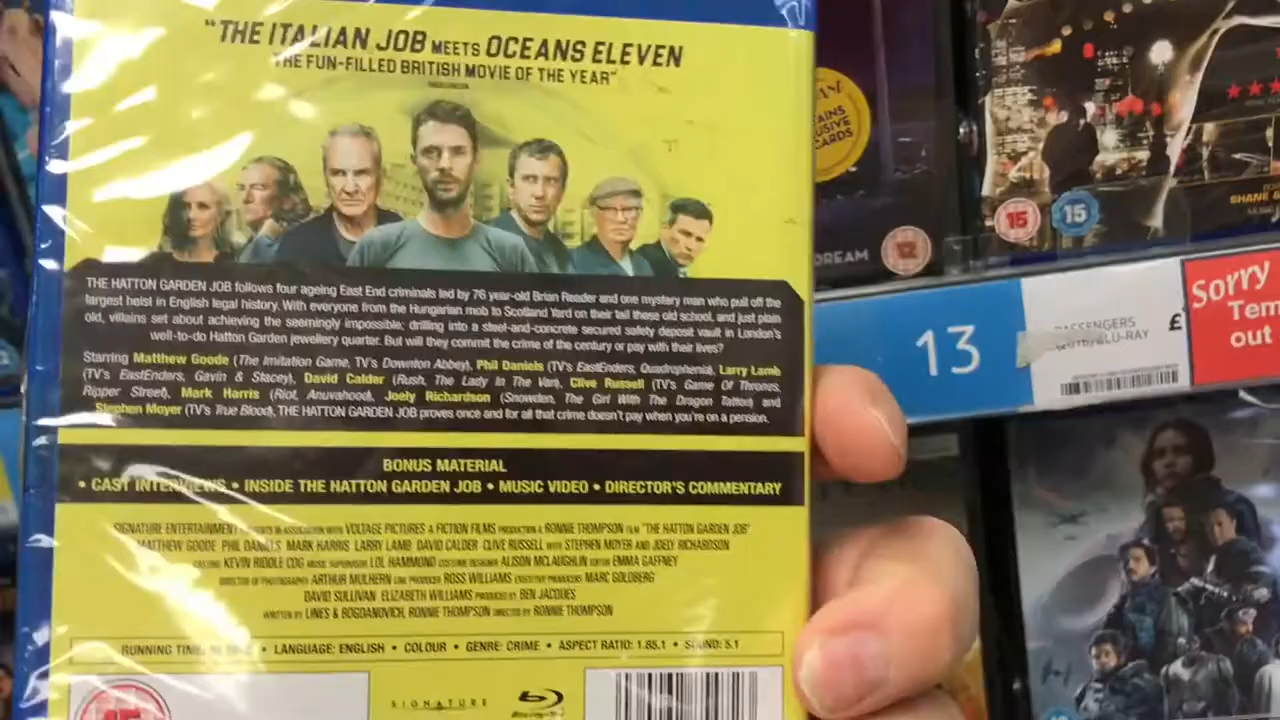 "THE ITALIAN JOB MEETS OCEANS ELEVEN
THE FUN-FILLED BRITISH MOVIE OF THE YEAR"
THE HATTON GARDEN JOB follows four ageing East End criminals led by 76 year-old Brian Reader and one mystery man who pull off the
largest heist in English legal history. With everyone from the Hungarian mob to Scotland Yard on their tail these old school, and just plain
old, villains set about achieving the seemingly impossible: drilling into a steel-and-concrete secured safety deposit vault in London's
well-to-do Hatton Garden jewellery quarter. But will they commit the crime of the century or pay with their lives?
Starring Matthew Goode (The Imitation Game, TV's Downton Abbey), Phil Daniels (TV's EastEnders, Quadrophenia), Larry Lamb
(TV's EastEnders, Gavin & Stacey), David Calder (Rush, The Lady In The Van), Clive Russell (TV's Game Of Thrones,
Ripper Street), Mark Harris (Riot, Anuvahood), Joely Richardson (Snowden, The Girl With The Dragon Tattoo) and
Stephen Moyer (TV's True Blood), THE HATTON GARDEN JOB proves once and for all that crime doesn't pay when you're on a pension.
BONUS MATERIAL
• CAST INTERVIEWS • INSIDE THE HATTON GARDEN JOB • MUSIC VIDEO • DIRECTOR'S COMMENTARY
SIGNATURE ENTERTAINMENT PRESENTS IN ASSOCIATION WITH VOLTAGE PICTURES A FICTION FILMS PRODUCTION A RONNIE THOMPSON FILM "THE HATTON GARDEN JOB"
MATTHEW GOODE PHIL DANIELS MARK HARRIS LARRY LAMB DAVID CALDER CLIVE RUSSELL WITH STEPHEN MOYER AND JOELY RICHARDSON
CASTING KEVIN RIDDLE CDG MUSIC SUPERVISOR LOL HAMMOND COSTUME DESIGNER ALISON MCLAUGHLIN EDITOR EMMA GAFFNEY
DIRECTOR OF PHOTOGRAPHY ARTHUR MULHERN LINE PRODUCER ROSS WILLIAMS EXECUTIVE PRODUCERS MARC GOLDBERG
DAVID SULLIVAN ELIZABETH WILLIAMS PRODUCED BY BEN JACQUES
WRITTEN BY LINES & BOGDANOVICH, RONNIE THOMPSON DIRECTED BY RONNIE THOMPSON
RUNNING TIME: • LANGUAGE: ENGLISH • COLOUR • GENRE: CRIME • ASPECT RATIO: 1.85.1 • SOUND: 5.1
15
SIGNATURE
Blu-ray
CARDS
DREAM
12
15
15
SHANE
13
PASSENGERS
BLU-RAY
£
Sorry
Tem
out